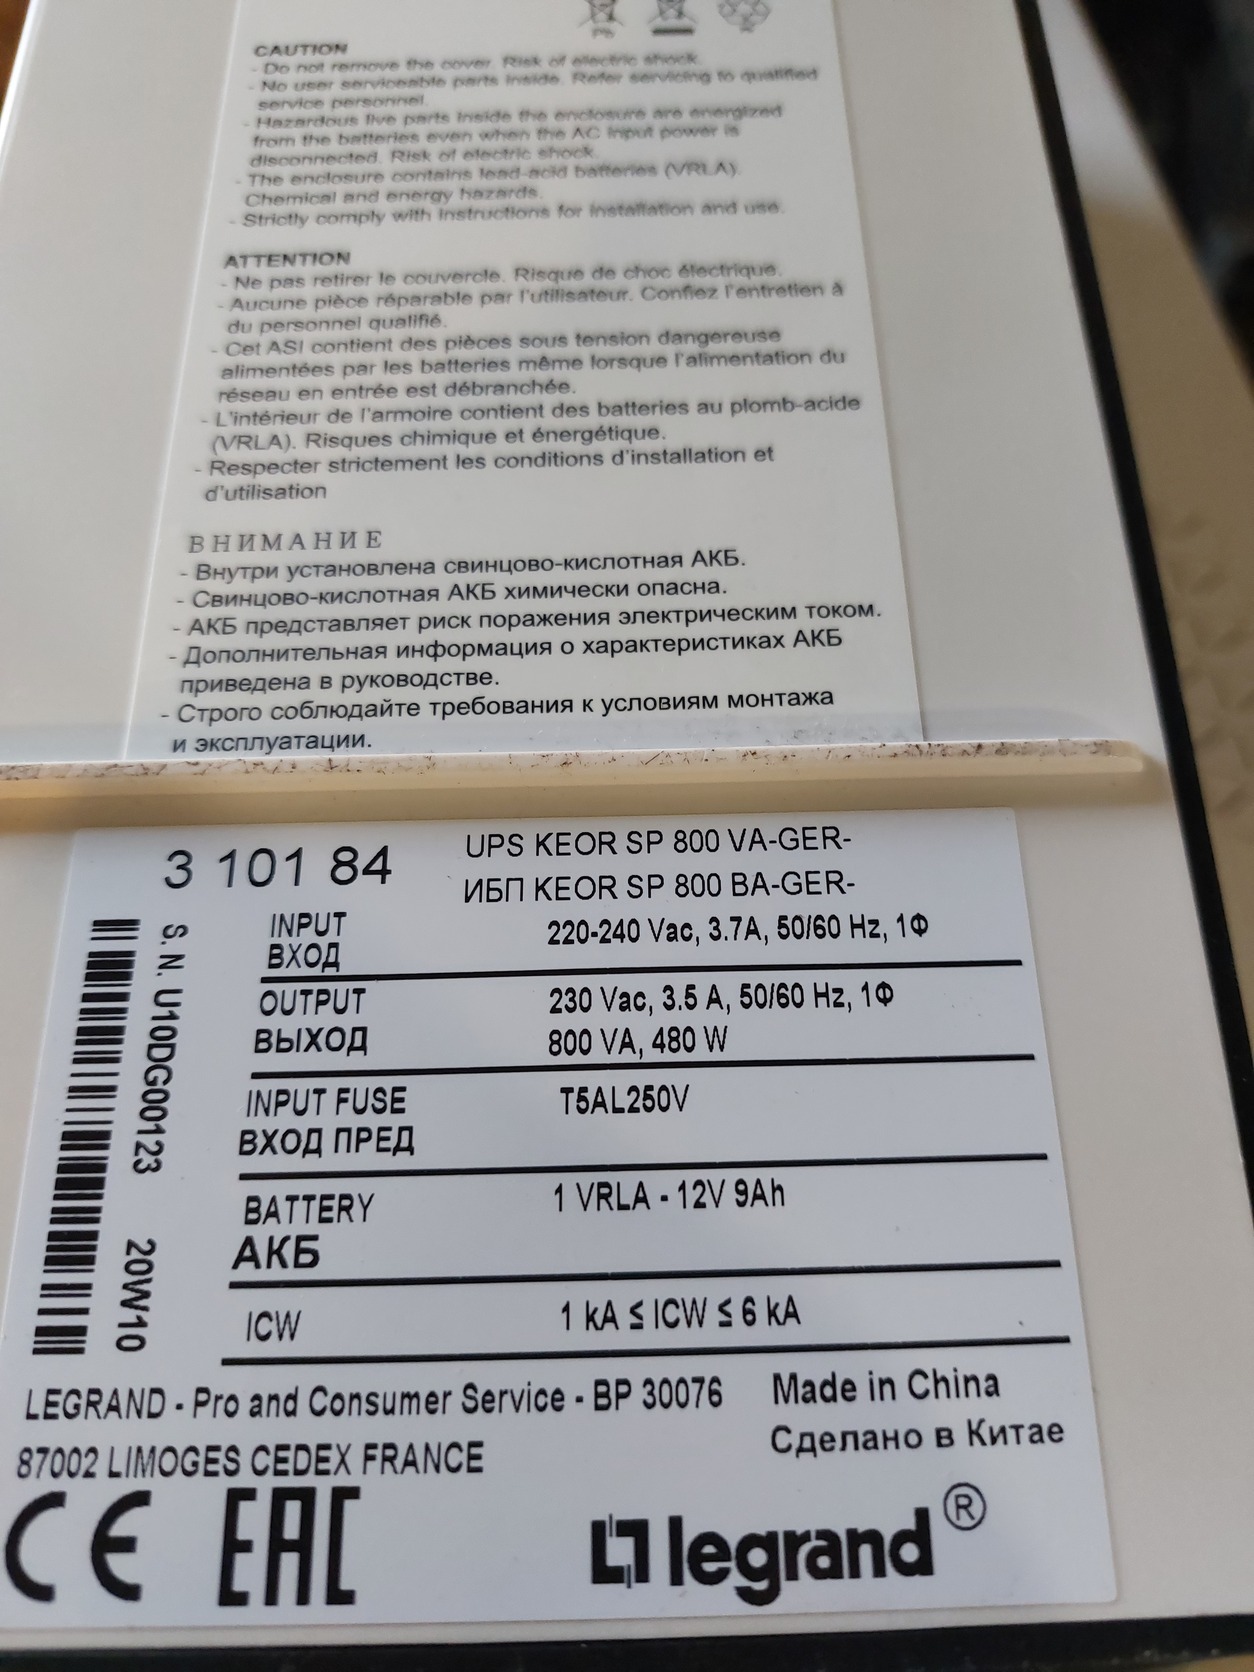 Pb
CAUTION
- Do not remove the cover. Risk of electric shock.
- No user serviceable parts inside. Refer servicing to qualified
service personnel.
- Hazardous live parts inside the enclosure are energized
from the batteries even when the AC input power is
disconnected. Risk of electric shock.
- The enclosure contains lead-acid batteries (VRLA).
Chemical and energy hazards.
- Strictly comply with instructions for installation and use.
ATTENTION
- Ne pas retirer le couvercle. Risque de choc électrique.
- Aucune pièce réparable par l'utilisateur. Confiez l'entretien à
du personnel qualifié.
- Cet ASI contient des pièces sous tension dangereuse
alimentées par les batteries même lorsque l'alimentation du
réseau en entrée est débranchée.
- L'intérieur de l'armoire contient des batteries au plomb-acide
(VRLA). Risques chimique et énergétique.
- Respecter strictement les conditions d'installation et
d'utilisation
ВНИМАНИЕ
- Внутри установлена свинцово-кислотная АКБ.
- Свинцово-кислотная АКБ химически опасна.
- АКБ представляет риск поражения электрическим током.
- Дополнительная информация о характеристиках АКБ
приведена в руководстве.
- Строго соблюдайте требования к условиям монтажа
и эксплуатации.
3 101 84
UPS KEOR SP 800 VA-GER-
ИБП KEOR SP 800 ВА-GER-
S. N. U10DG00123 20W10
INPUT 220-240 Vac, 3.7A, 50/60 Hz, 1Ф
ВХОД
OUTPUT 230 Vac, 3.5 A, 50/60 Hz, 1Ф
ВЫХОД 800 VA, 480 W
INPUT FUSE T5AL250V
ВХОД ПРЕД
BATTERY 1 VRLA - 12V 9Ah
АКБ
ICW 1 kA ≤ ICW ≤ 6 kA
LEGRAND - Pro and Consumer Service - BP 30076 Made in China
87002 LIMOGES CEDEX FRANCE Сделано в Китае
CE EAC legrand ®